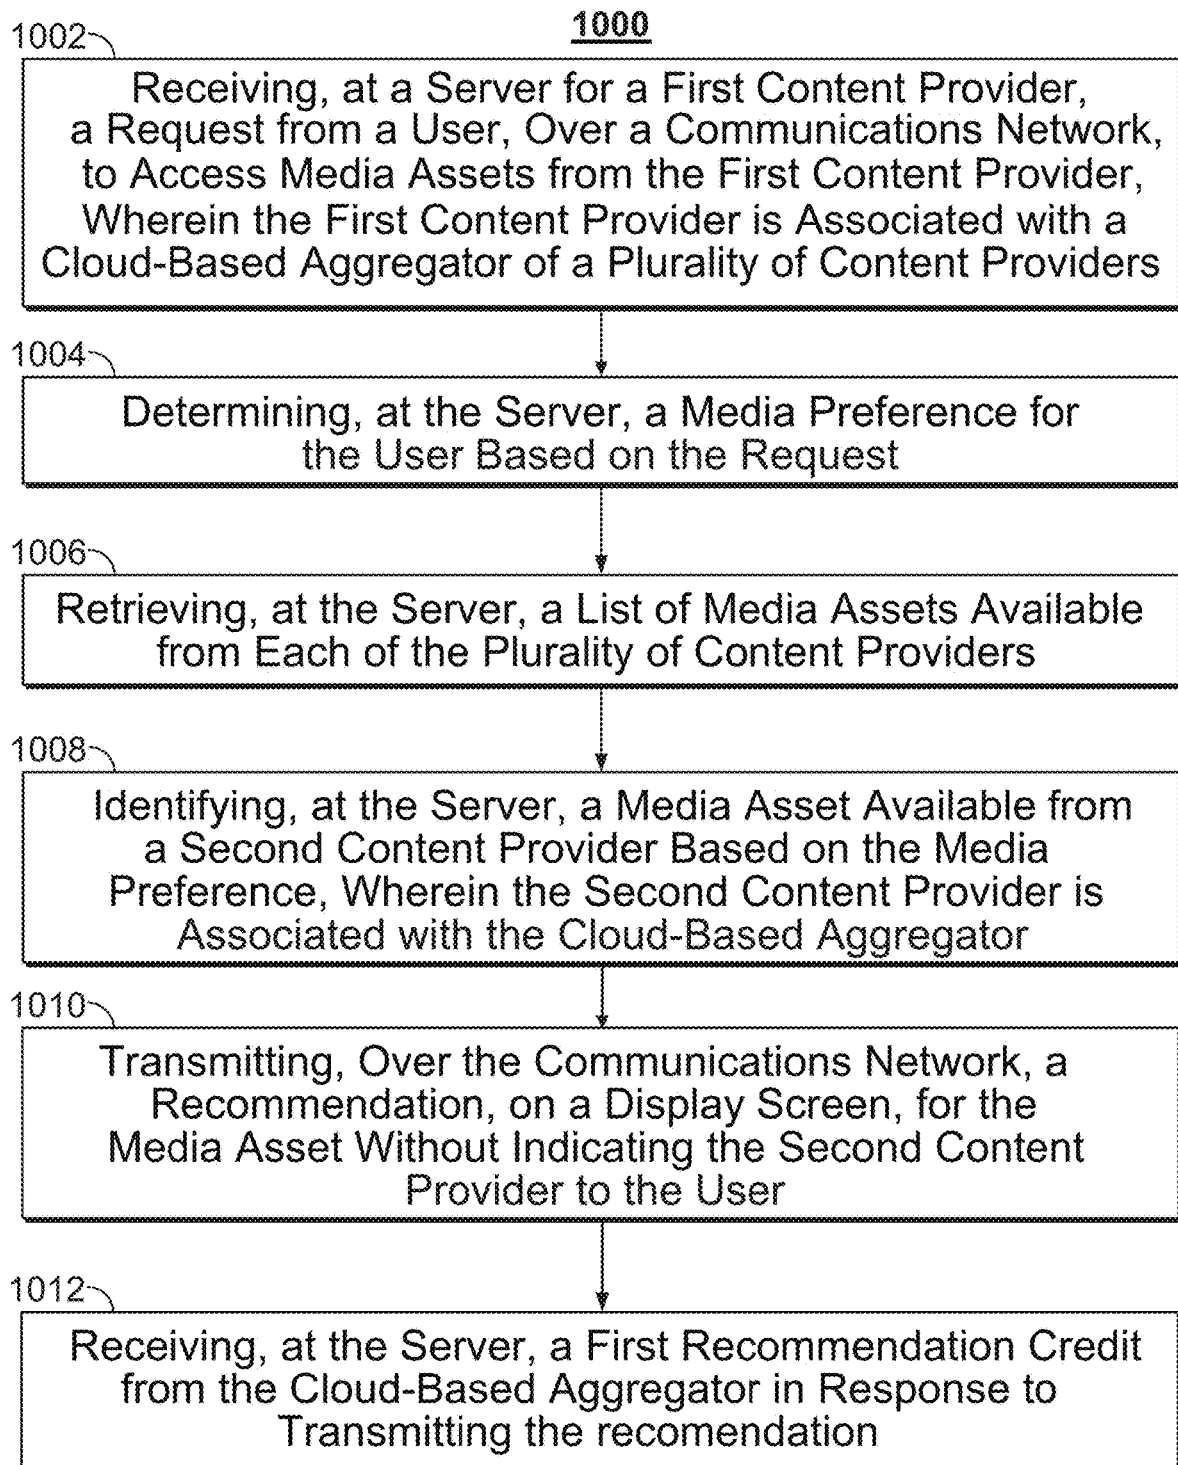 1000
1002
Receiving, at a Server for a First Content Provider,
a Request from a User, Over a Communications Network,
to Access Media Assets from the First Content Provider,
Wherein the First Content Provider is Associated with a
Cloud-Based Aggregator of a Plurality of Content Providers
1004
Determining, at the Server, a Media Preference for
the User Based on the Request
1006
Retrieving, at the Server, a List of Media Assets Available
from Each of the Plurality of Content Providers
1008
Identifying, at the Server, a Media Asset Available from
a Second Content Provider Based on the Media
Preference, Wherein the Second Content Provider is
Associated with the Cloud-Based Aggregator
1010
Transmitting, Over the Communications Network, a
Recommendation, on a Display Screen, for the
Media Asset Without Indicating the Second Content
Provider to the User
1012
Receiving, at the Server, a First Recommendation Credit
from the Cloud-Based Aggregator in Response to
Transmitting the recomendation